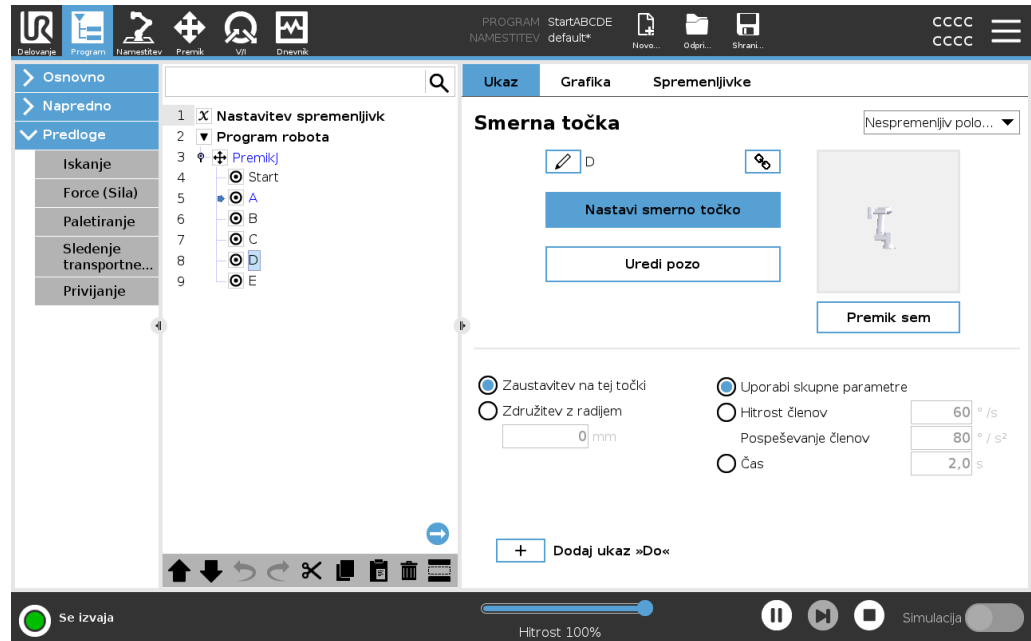 PROGRAM StartABCDE
NAMESTITEV default*
CCCC
CCCC
Delovanje Program Namestitev Premik V/I Dnevnik Novo... Odpri... Shrani...
Osnovno
Napredno
Predloge
Iskanje
Force (Sila)
Paletiranje
Sledenje
transportne...
Privijanje
1 X Nastavitev spremenljivk
2 Program robota
3 PremikJ
4 Start
5 A
6 B
7 C
8 D
9 E
Ukaz Grafika Spremenljivke
Smerna točka
Nespremenljiv polo...
D
Nastavi smerno točko
Uredi pozo
Premik sem
Zaustavitev na tej točki
Združitev z radijem
0 mm
Uporabi skupne parametre
Hitrost členov 60 °/s
Pospeševanje členov 80 °/s²
Čas 2,0 s
+ Dodaj ukaz »Do«
Se izvaja
Hitrost 100%
Simulacija